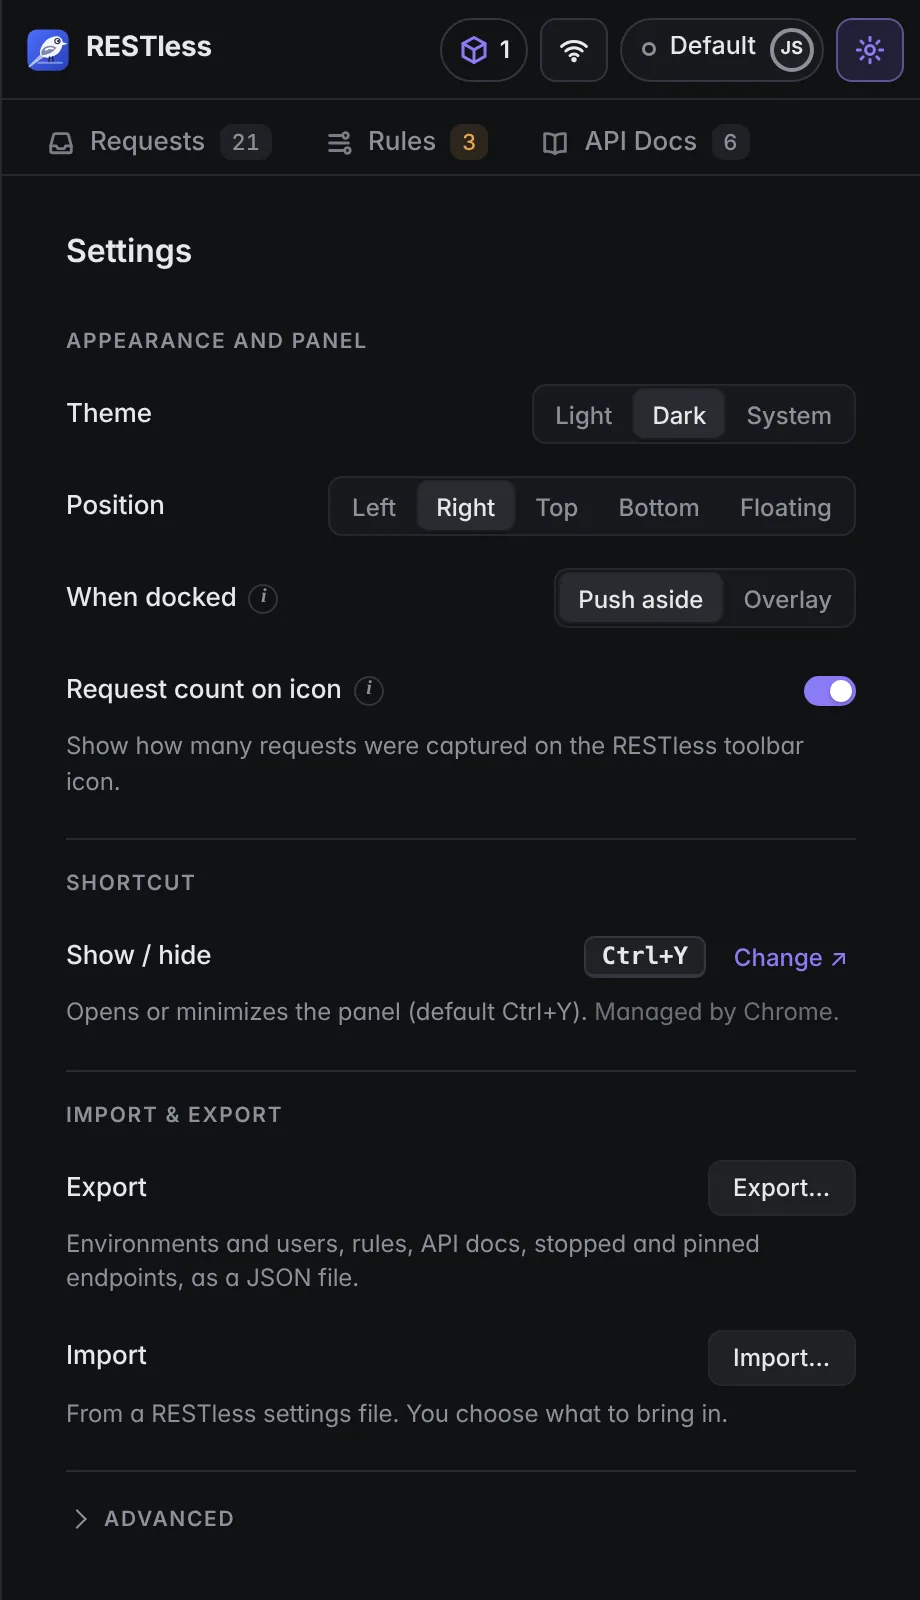 RESTless
1
Default
JS
Requests 21
Rules 3
API Docs 6
Settings
APPEARANCE AND PANEL
Theme
Light Dark System
Position
Left Right Top Bottom Floating
When docked i
Push aside Overlay
Request count on icon i
Show how many requests were captured on the RESTless toolbar
icon.
SHORTCUT
Show / hide
Ctrl+Y
Change ↗
Opens or minimizes the panel (default Ctrl+Y). Managed by Chrome.
IMPORT & EXPORT
Export
Export...
Environments and users, rules, API docs, stopped and pinned
endpoints, as a JSON file.
Import
Import...
From a RESTless settings file. You choose what to bring in.
ADVANCED